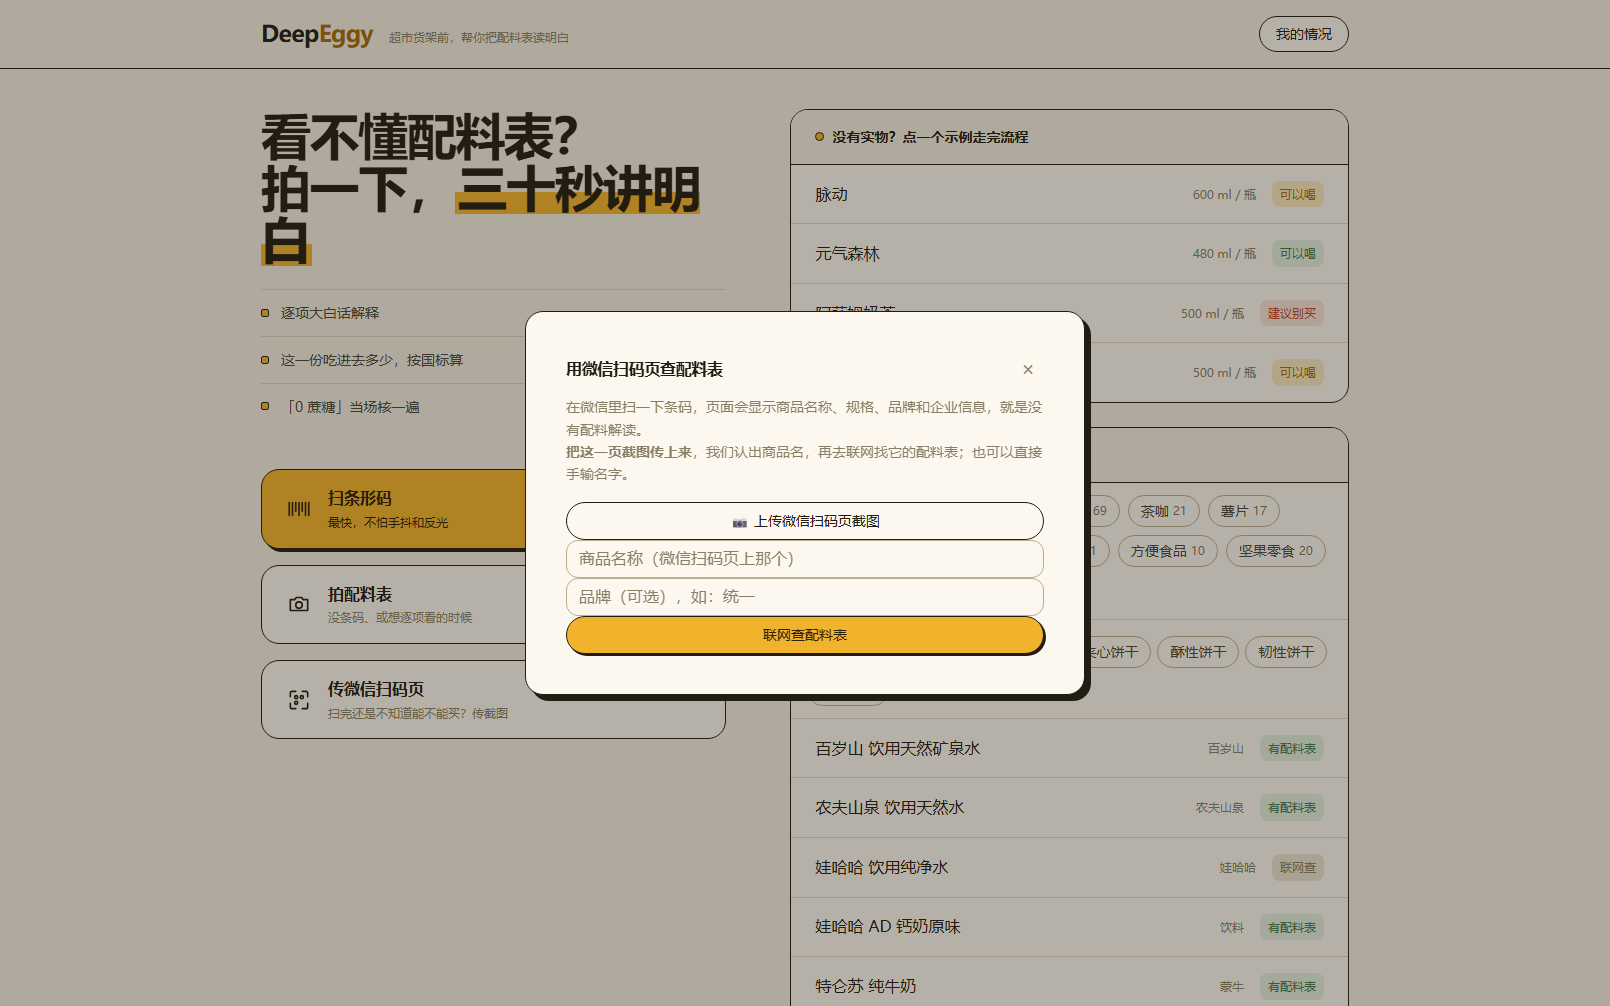 DeepEggy
超市货架前，帮你把配料表读明白
我的情况
看不懂配料表？
拍一下，三十秒讲明
白
逐项大白话解释
这一份吃进去多少，按国标算
「0 蔗糖」当场核一遍
扫条形码
最快，不怕手抖和反光
拍配料表
没条码、或想逐项看的时候
传微信扫码页
扫完还是不知道能不能买？传截图
没有实物？点一个示例走完流程
脉动 600 ml / 瓶 可以喝
元气森林 480 ml / 瓶 可以喝
500 ml / 瓶 建议别买
500 ml / 瓶 可以喝
用微信扫码页查配料表 ×
在微信里扫一下条码，页面会显示商品名称、规格、品牌和企业信息，就是没
有配料解读。
把这一页截图传上来，我们认出商品名，再去联网找它的配料表；也可以直接
手输名字。
上传微信扫码页截图
商品名称（微信扫码页上那个）
品牌（可选），如：统一
联网查配料表
69 茶咖 21 薯片 17
方便食品 10 坚果零食 20
心饼干 酥性饼干 韧性饼干
百岁山 饮用天然矿泉水 百岁山 有配料表
农夫山泉 饮用天然水 农夫山泉 有配料表
娃哈哈 饮用纯净水 娃哈哈 联网查
娃哈哈 AD 钙奶原味 饮料 有配料表
特仑苏 纯牛奶 蒙牛 有配料表